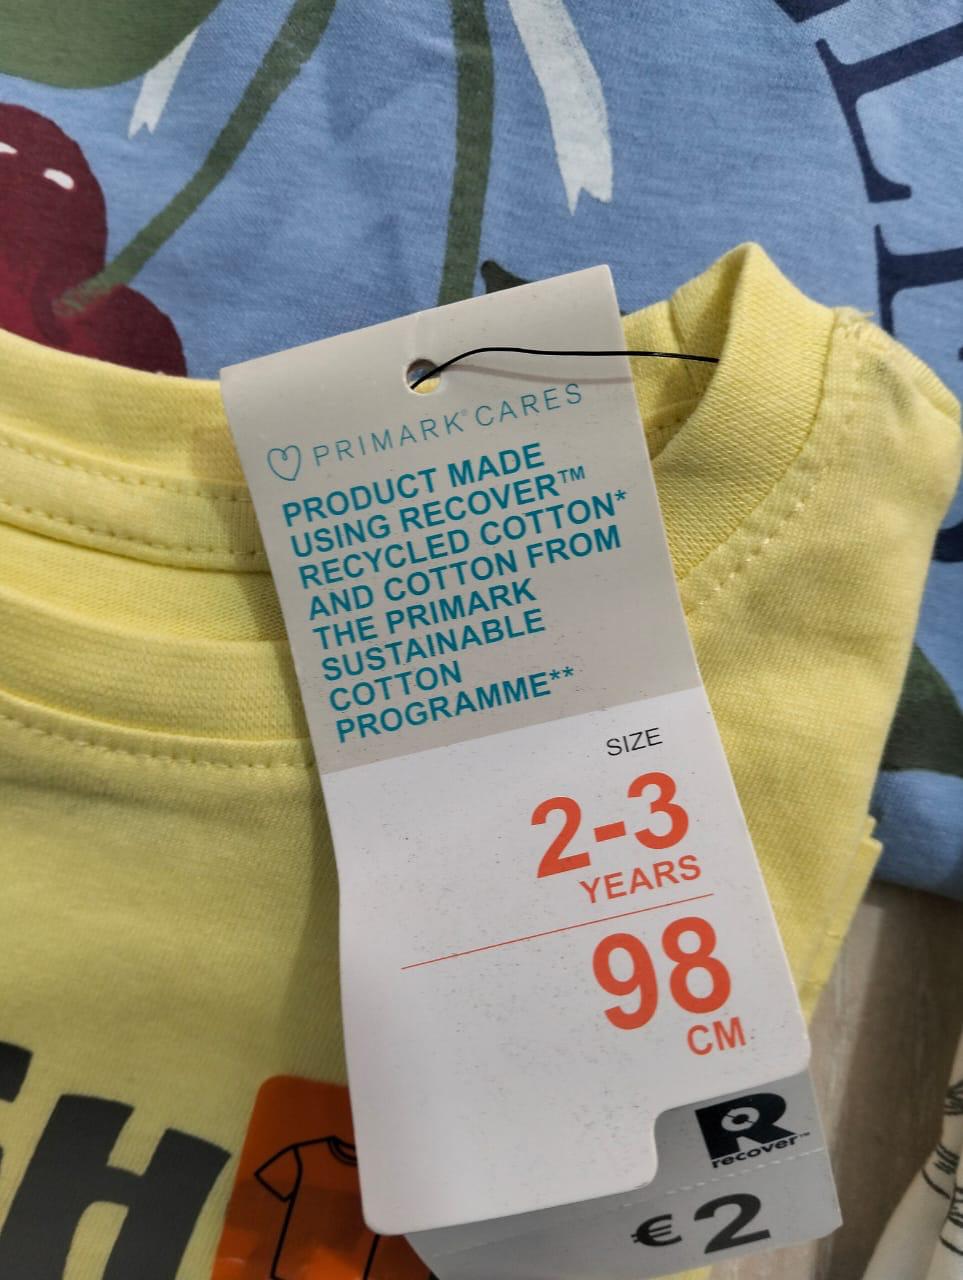 PRIMARK® CARES
PRODUCT MADE
USING RECOVER™
RECYCLED COTTON*
AND COTTON FROM
THE PRIMARK
SUSTAINABLE
COTTON
PROGRAMME**
SIZE
2-3
YEARS
98
CM
R
recover™
€2